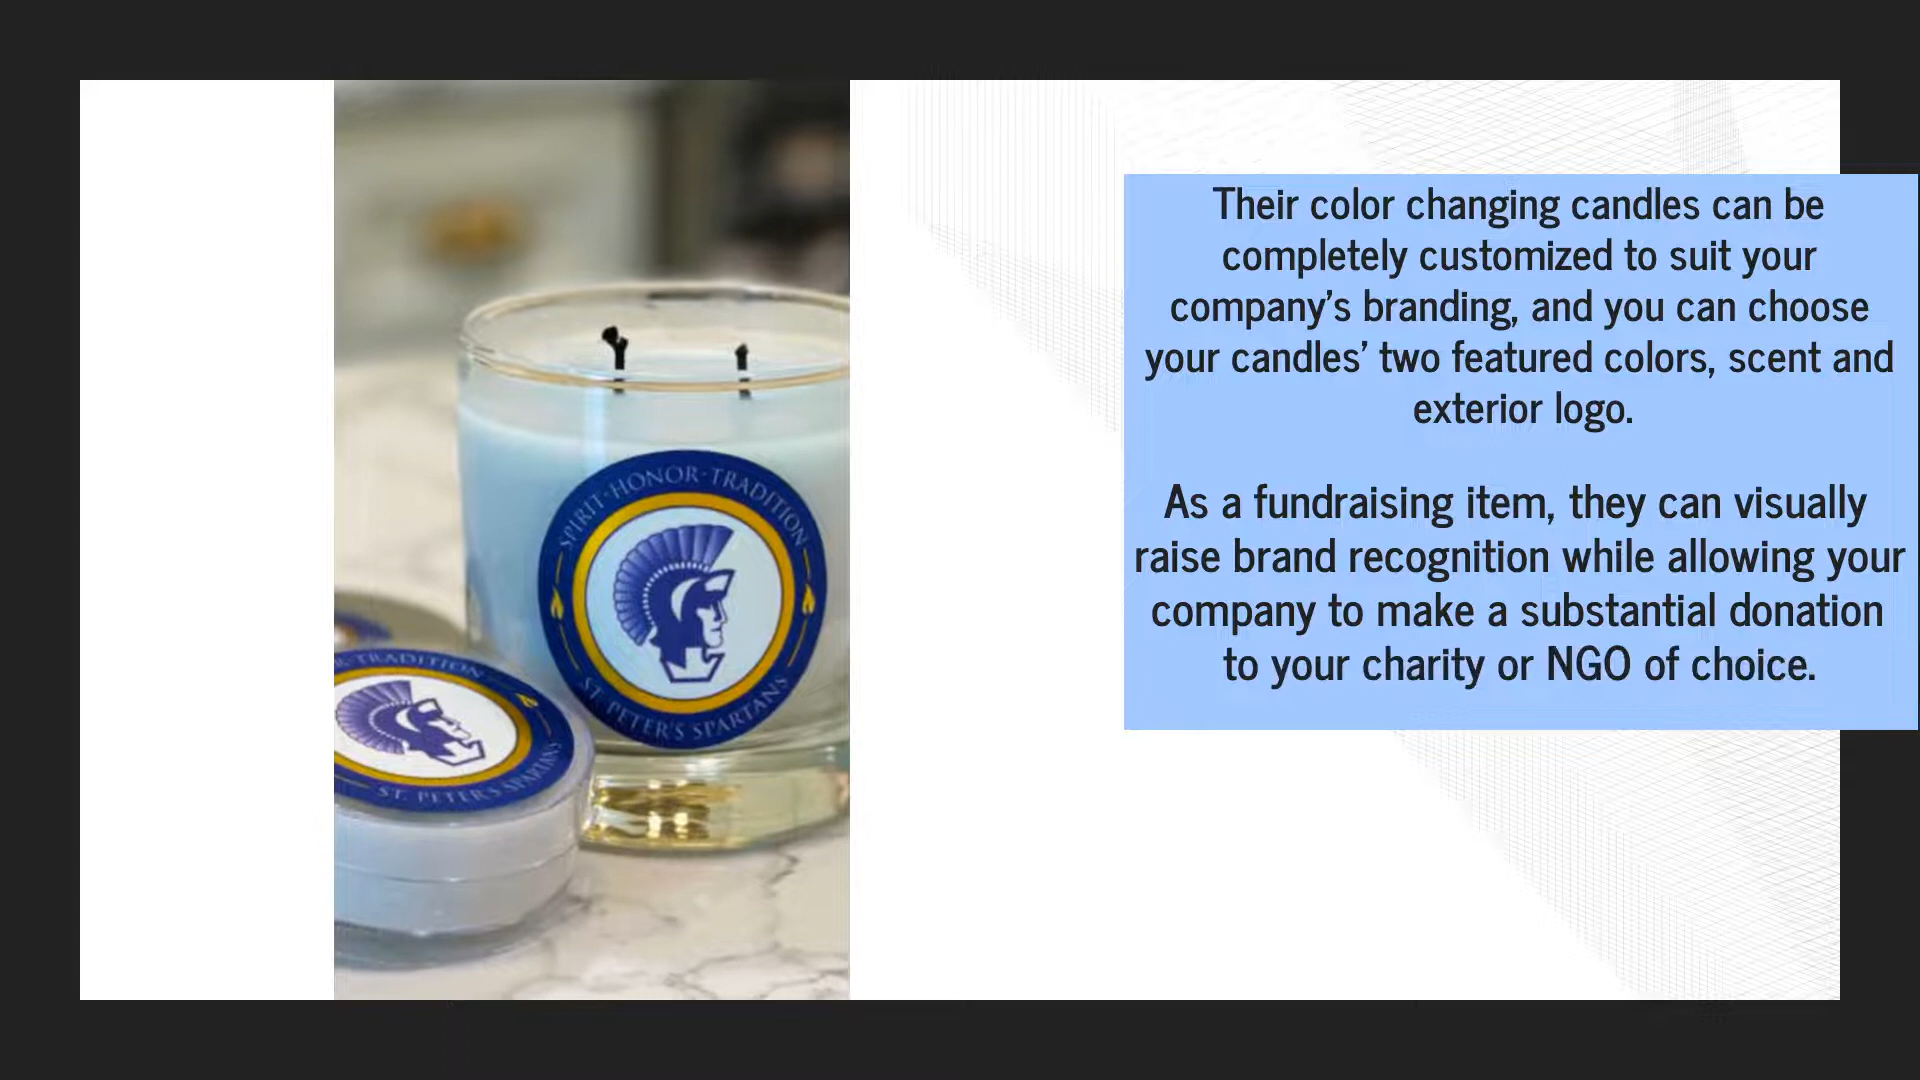 Their color changing candles can be
completely customized to suit your
company’s branding, and you can choose
your candles’ two featured colors, scent and
exterior logo.
As a fundraising item, they can visually
raise brand recognition while allowing your
company to make a substantial donation
to your charity or NGO of choice.
SPIRIT·HONOR·TRADITION
ST. PETER'S SPARTANS
R·TRADITION
ST. PETER'S SPARTANS